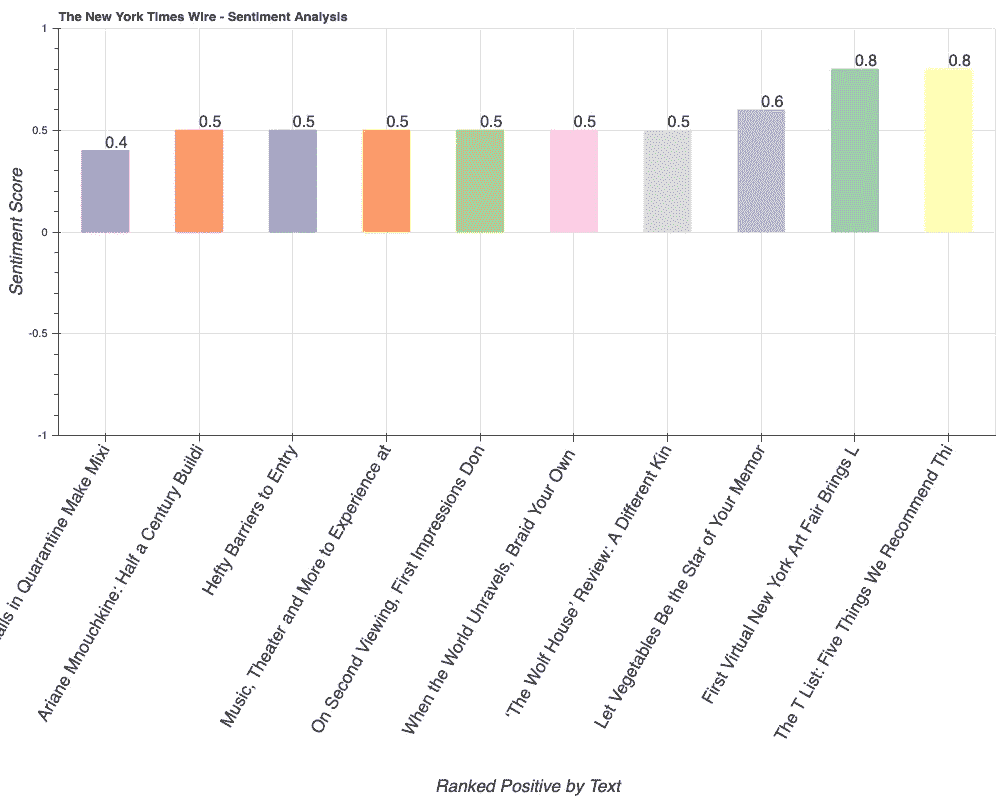 The New York Times Wire - Sentiment Analysis
1
0.5
0
-0.5
-1
Sentiment Score
0.4
0.5
0.5
0.5
0.5
0.5
0.5
0.6
0.8
0.8
in Quarantine Make Mixi
Ariane Mnouchkine: Half a Century Buildi
Hefty Barriers to Entry
Music, Theater and More to Experience at
On Second Viewing, First Impressions Don
When the World Unravels, Braid Your Own
‘The Wolf House’ Review: A Different Kin
Let Vegetables Be the Star of Your Memor
First Virtual New York Art Fair Brings L
The T List: Five Things We Recommend Thi
Ranked Positive by Text